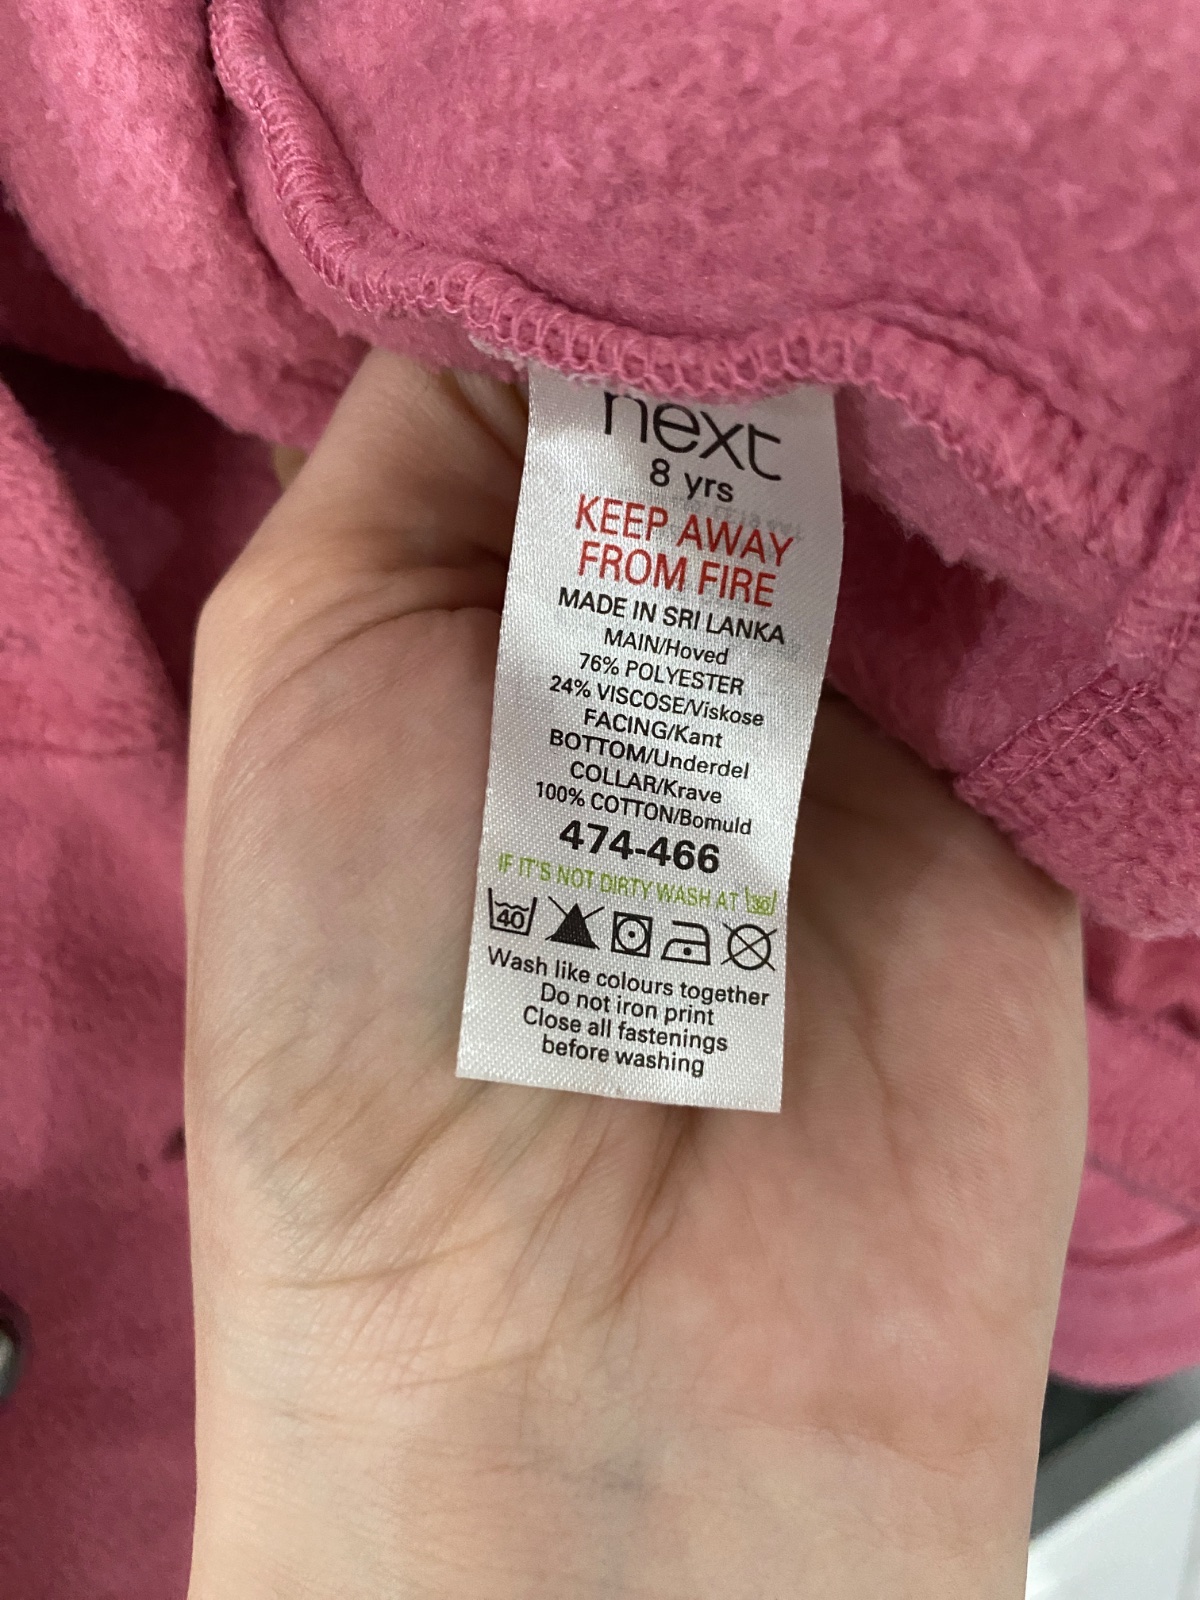 next
8 yrs
KEEP AWAY
FROM FIRE
MADE IN SRI LANKA
MAIN/Hoved
76% POLYESTER
24% VISCOSE/Viskose
FACING/Kant
BOTTOM/Underdel
COLLAR/Krave
100% COTTON/Bomuld
474-466
IF IT'S NOT DIRTY WASH AT 30
40
Wash like colours together
Do not iron print
Close all fastenings
before washing